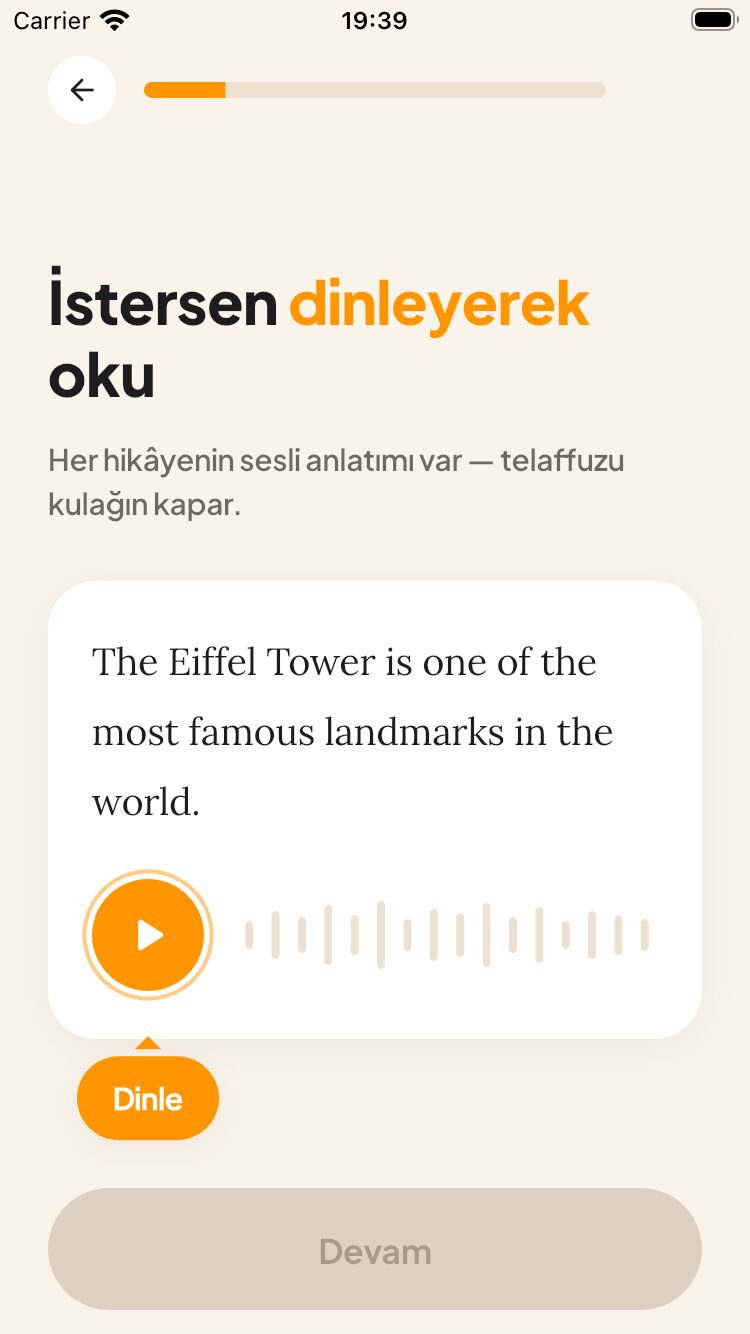 Carrier 19:39
İstersen dinleyerek
oku
Her hikâyenin sesli anlatımı var — telaffuzu
kulağın kapar.
The Eiffel Tower is one of the
most famous landmarks in the
world.
Dinle
Devam